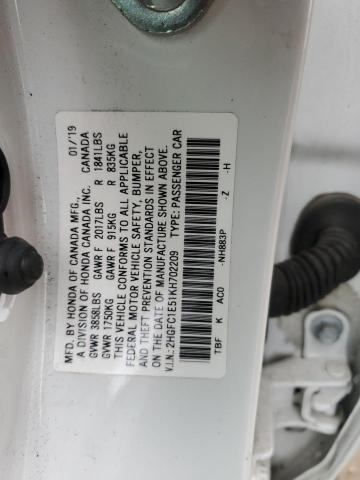 MFD. BY HONDA OF CANADA MFG., 01/'19
A DIVISION OF HONDA CANADA INC. CANADA
GVWR 3858LBS GAWR F 2017LBS R 1841LBS
GVWR 1750KG GAWR F 915KG R 835KG
THIS VEHICLE CONFORMS TO ALL APPLICABLE
FEDERAL MOTOR VEHICLE SAFETY, BUMPER,
AND THEFT PREVENTION STANDARDS IN EFFECT
ON THE DATE OF MANUFACTURE SHOWN ABOVE.
V.I.N.: 2HGFC1E51KH702209 TYPE: PASSENGER CAR
TBF K AC0 -NH883P -Z -H